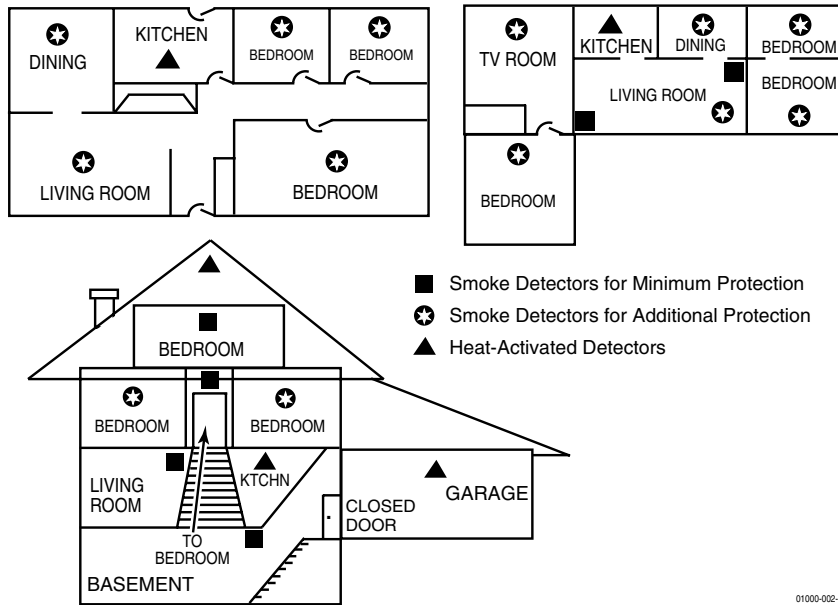 DINING
KITCHEN
BEDROOM
BEDROOM
LIVING ROOM
BEDROOM
TV ROOM
KITCHEN
DINING
BEDROOM
LIVING ROOM
BEDROOM
BEDROOM
Smoke Detectors for Minimum Protection
Smoke Detectors for Additional Protection
Heat-Activated Detectors
BEDROOM
BEDROOM
BEDROOM
LIVING
ROOM
KTCHN
TO
BEDROOM
BASEMENT
CLOSED
DOOR
GARAGE
01000-002-